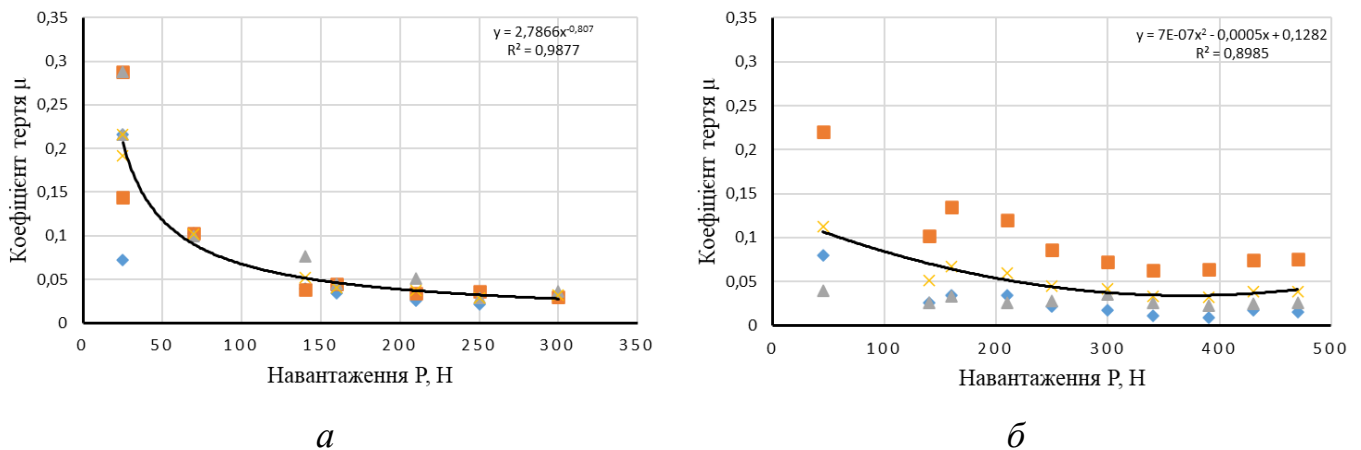 y = 2,7866x^-0,807
R² = 0,9877
Коефіцієнт тертя μ
0,35
0,3
0,25
0,2
0,15
0,1
0,05
0
0 50 100 150 200 250 300 350
Навантаження Р, Н
а
y = 7E-07x² - 0,0005x + 0,1282
R² = 0,8985
Коефіцієнт тертя μ
0,35
0,3
0,25
0,2
0,15
0,1
0,05
0
0 100 200 300 400 500
Навантаження Р, Н
б